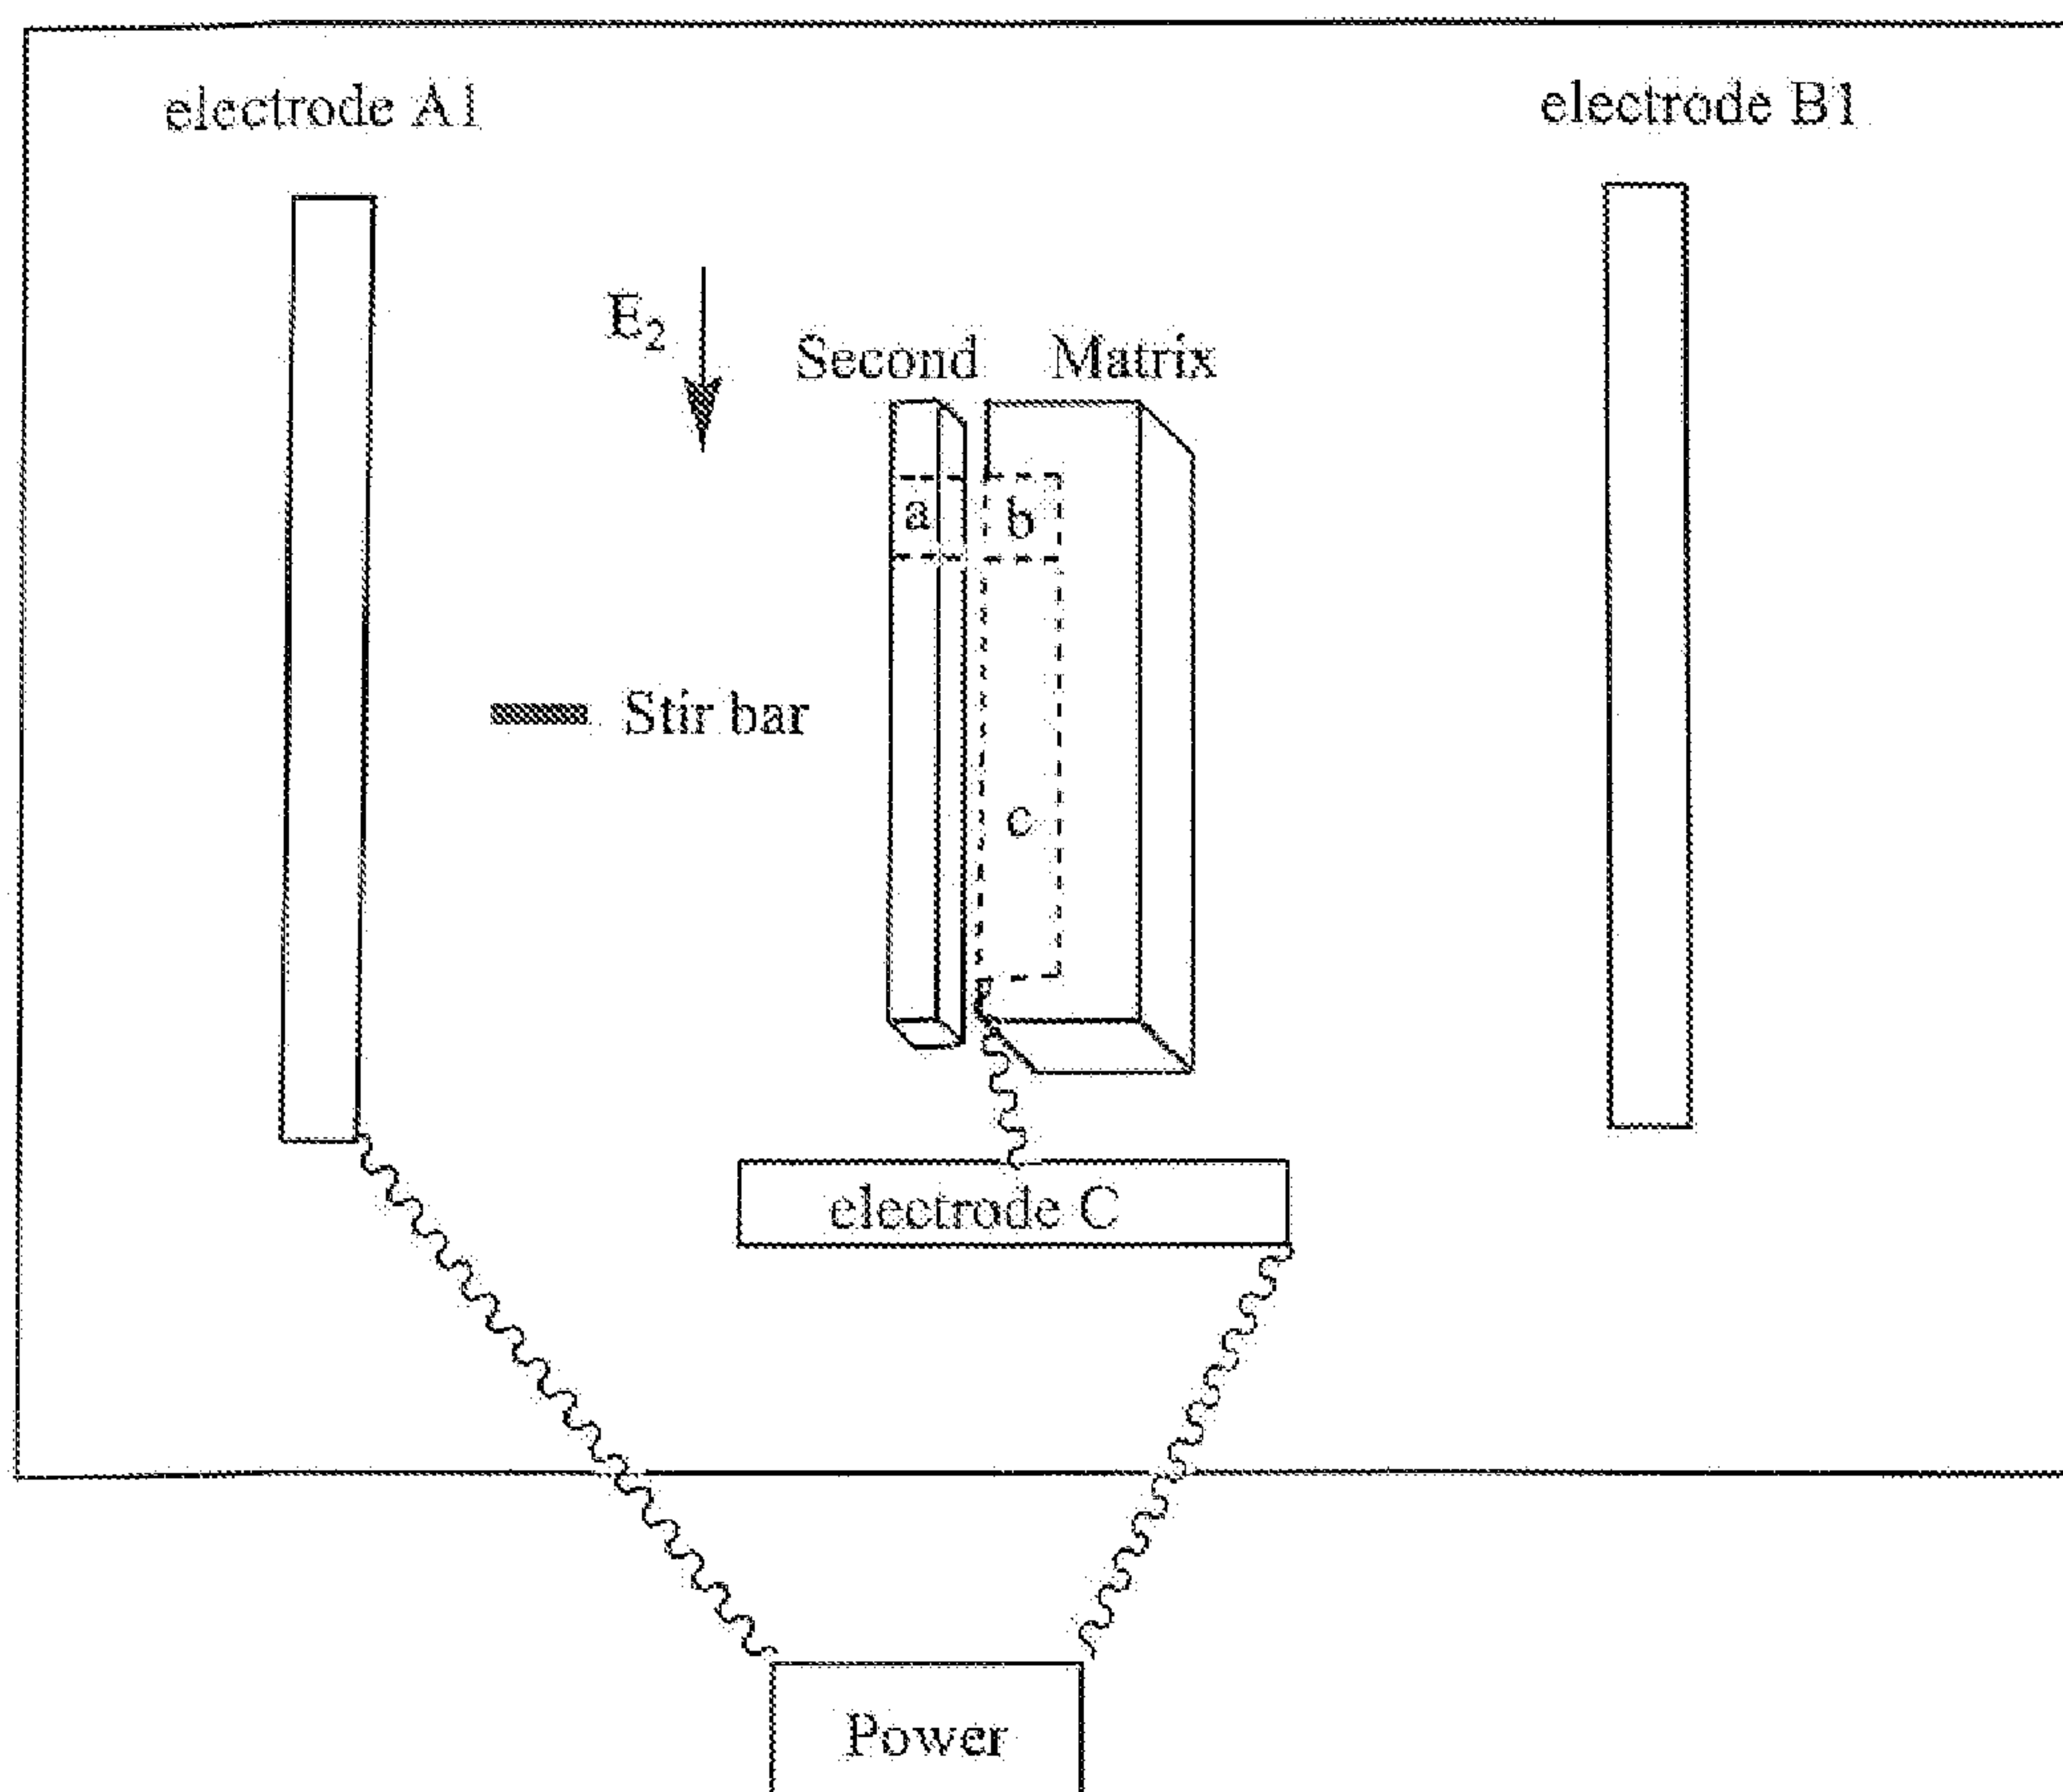 electrode A1
electrode B1
E2
Second
Matrix
a
b
Stir bar
c
electrode C
Power